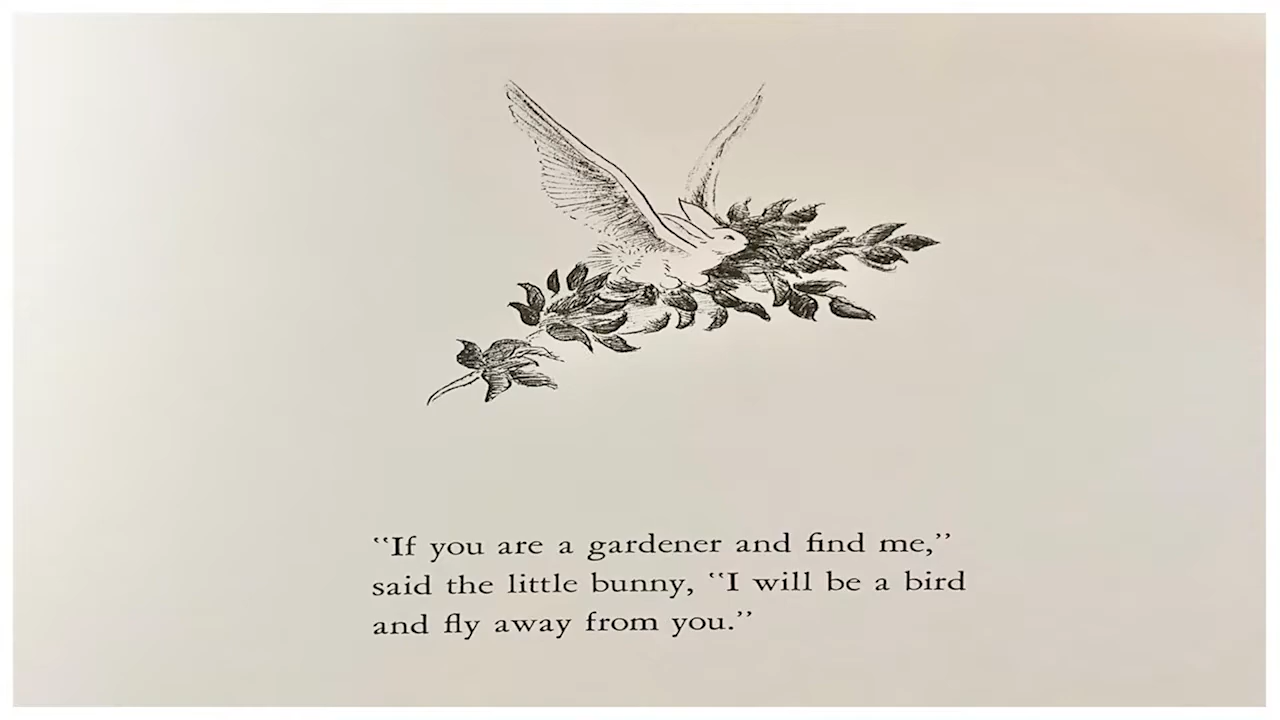 “If you are a gardener and find me,”
said the little bunny, “I will be a bird
and fly away from you.”